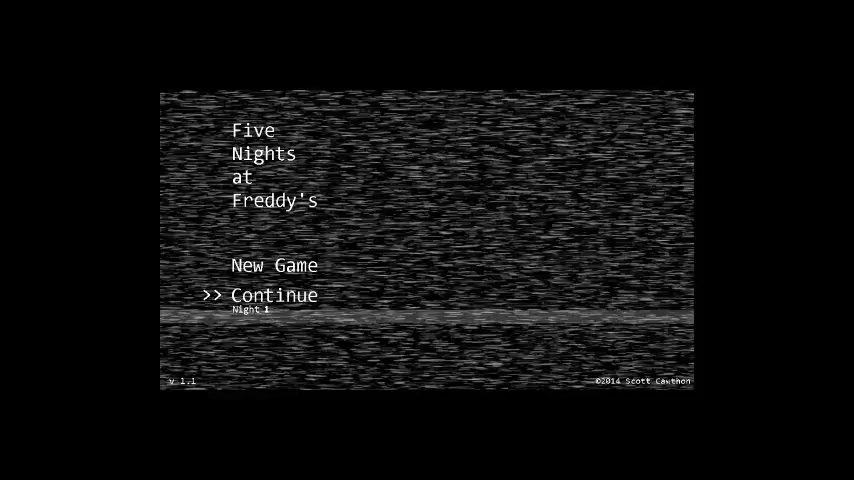 Five
Nights
at
Freddy's
New Game
>> Continue
Night 1
v 1.1
©2014 Scott Cawthon